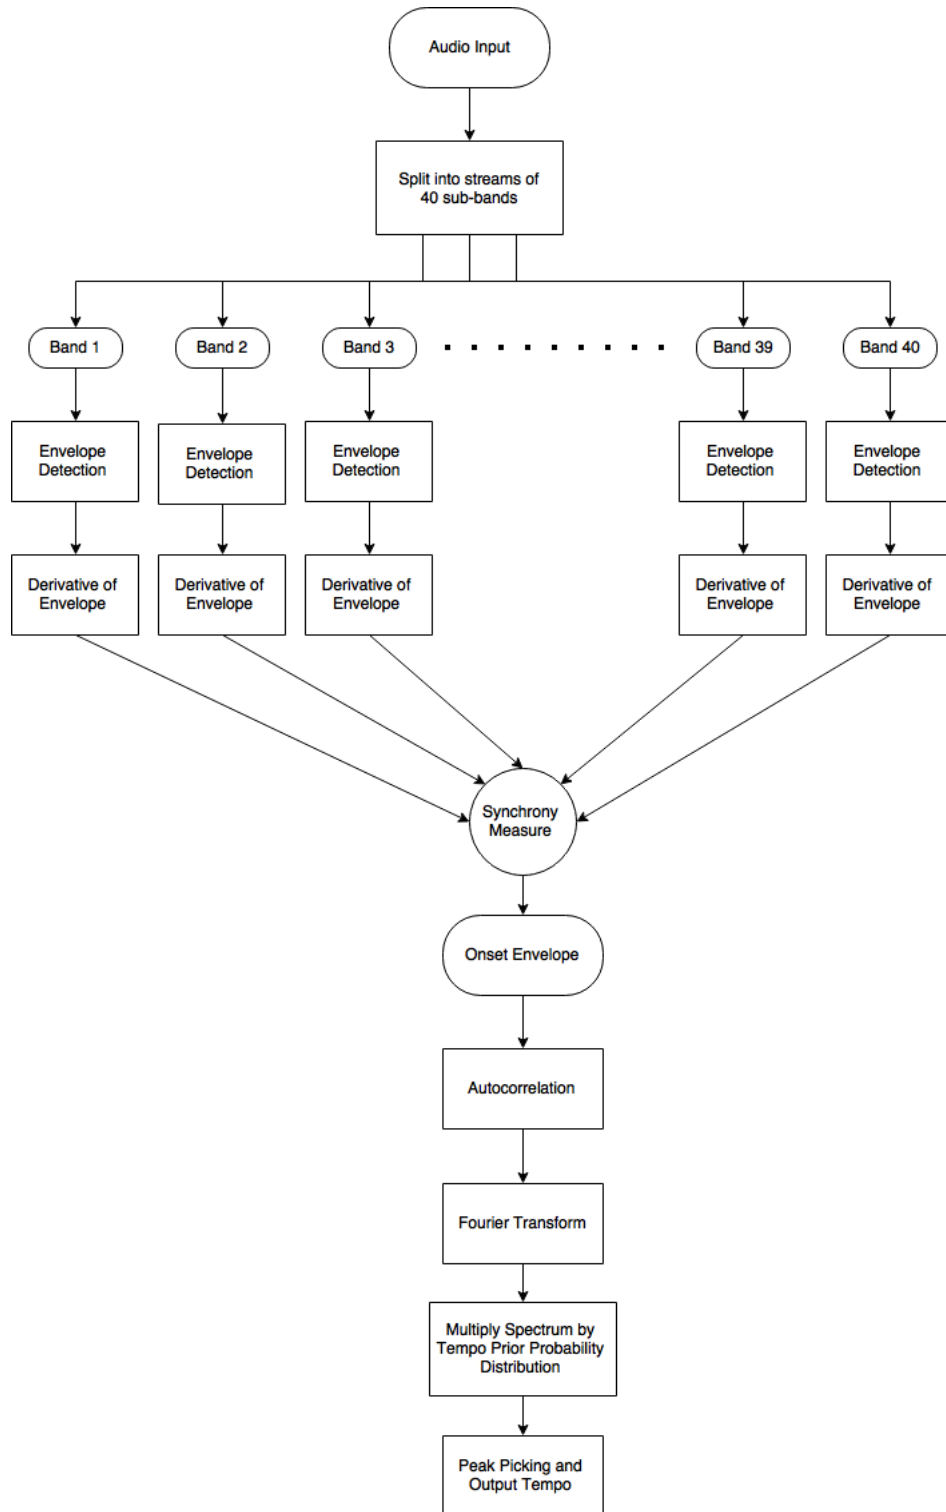 Audio Input
Split into streams of
40 sub-bands
Band 1
Band 2
Band 3
Band 39
Band 40
Envelope
Detection
Envelope
Detection
Envelope
Detection
Envelope
Detection
Envelope
Detection
Derivative of
Envelope
Derivative of
Envelope
Derivative of
Envelope
Derivative of
Envelope
Derivative of
Envelope
Synchrony
Measure
Onset Envelope
Autocorrelation
Fourier Transform
Multiply Spectrum by
Tempo Prior Probability
Distribution
Peak Picking and
Output Tempo